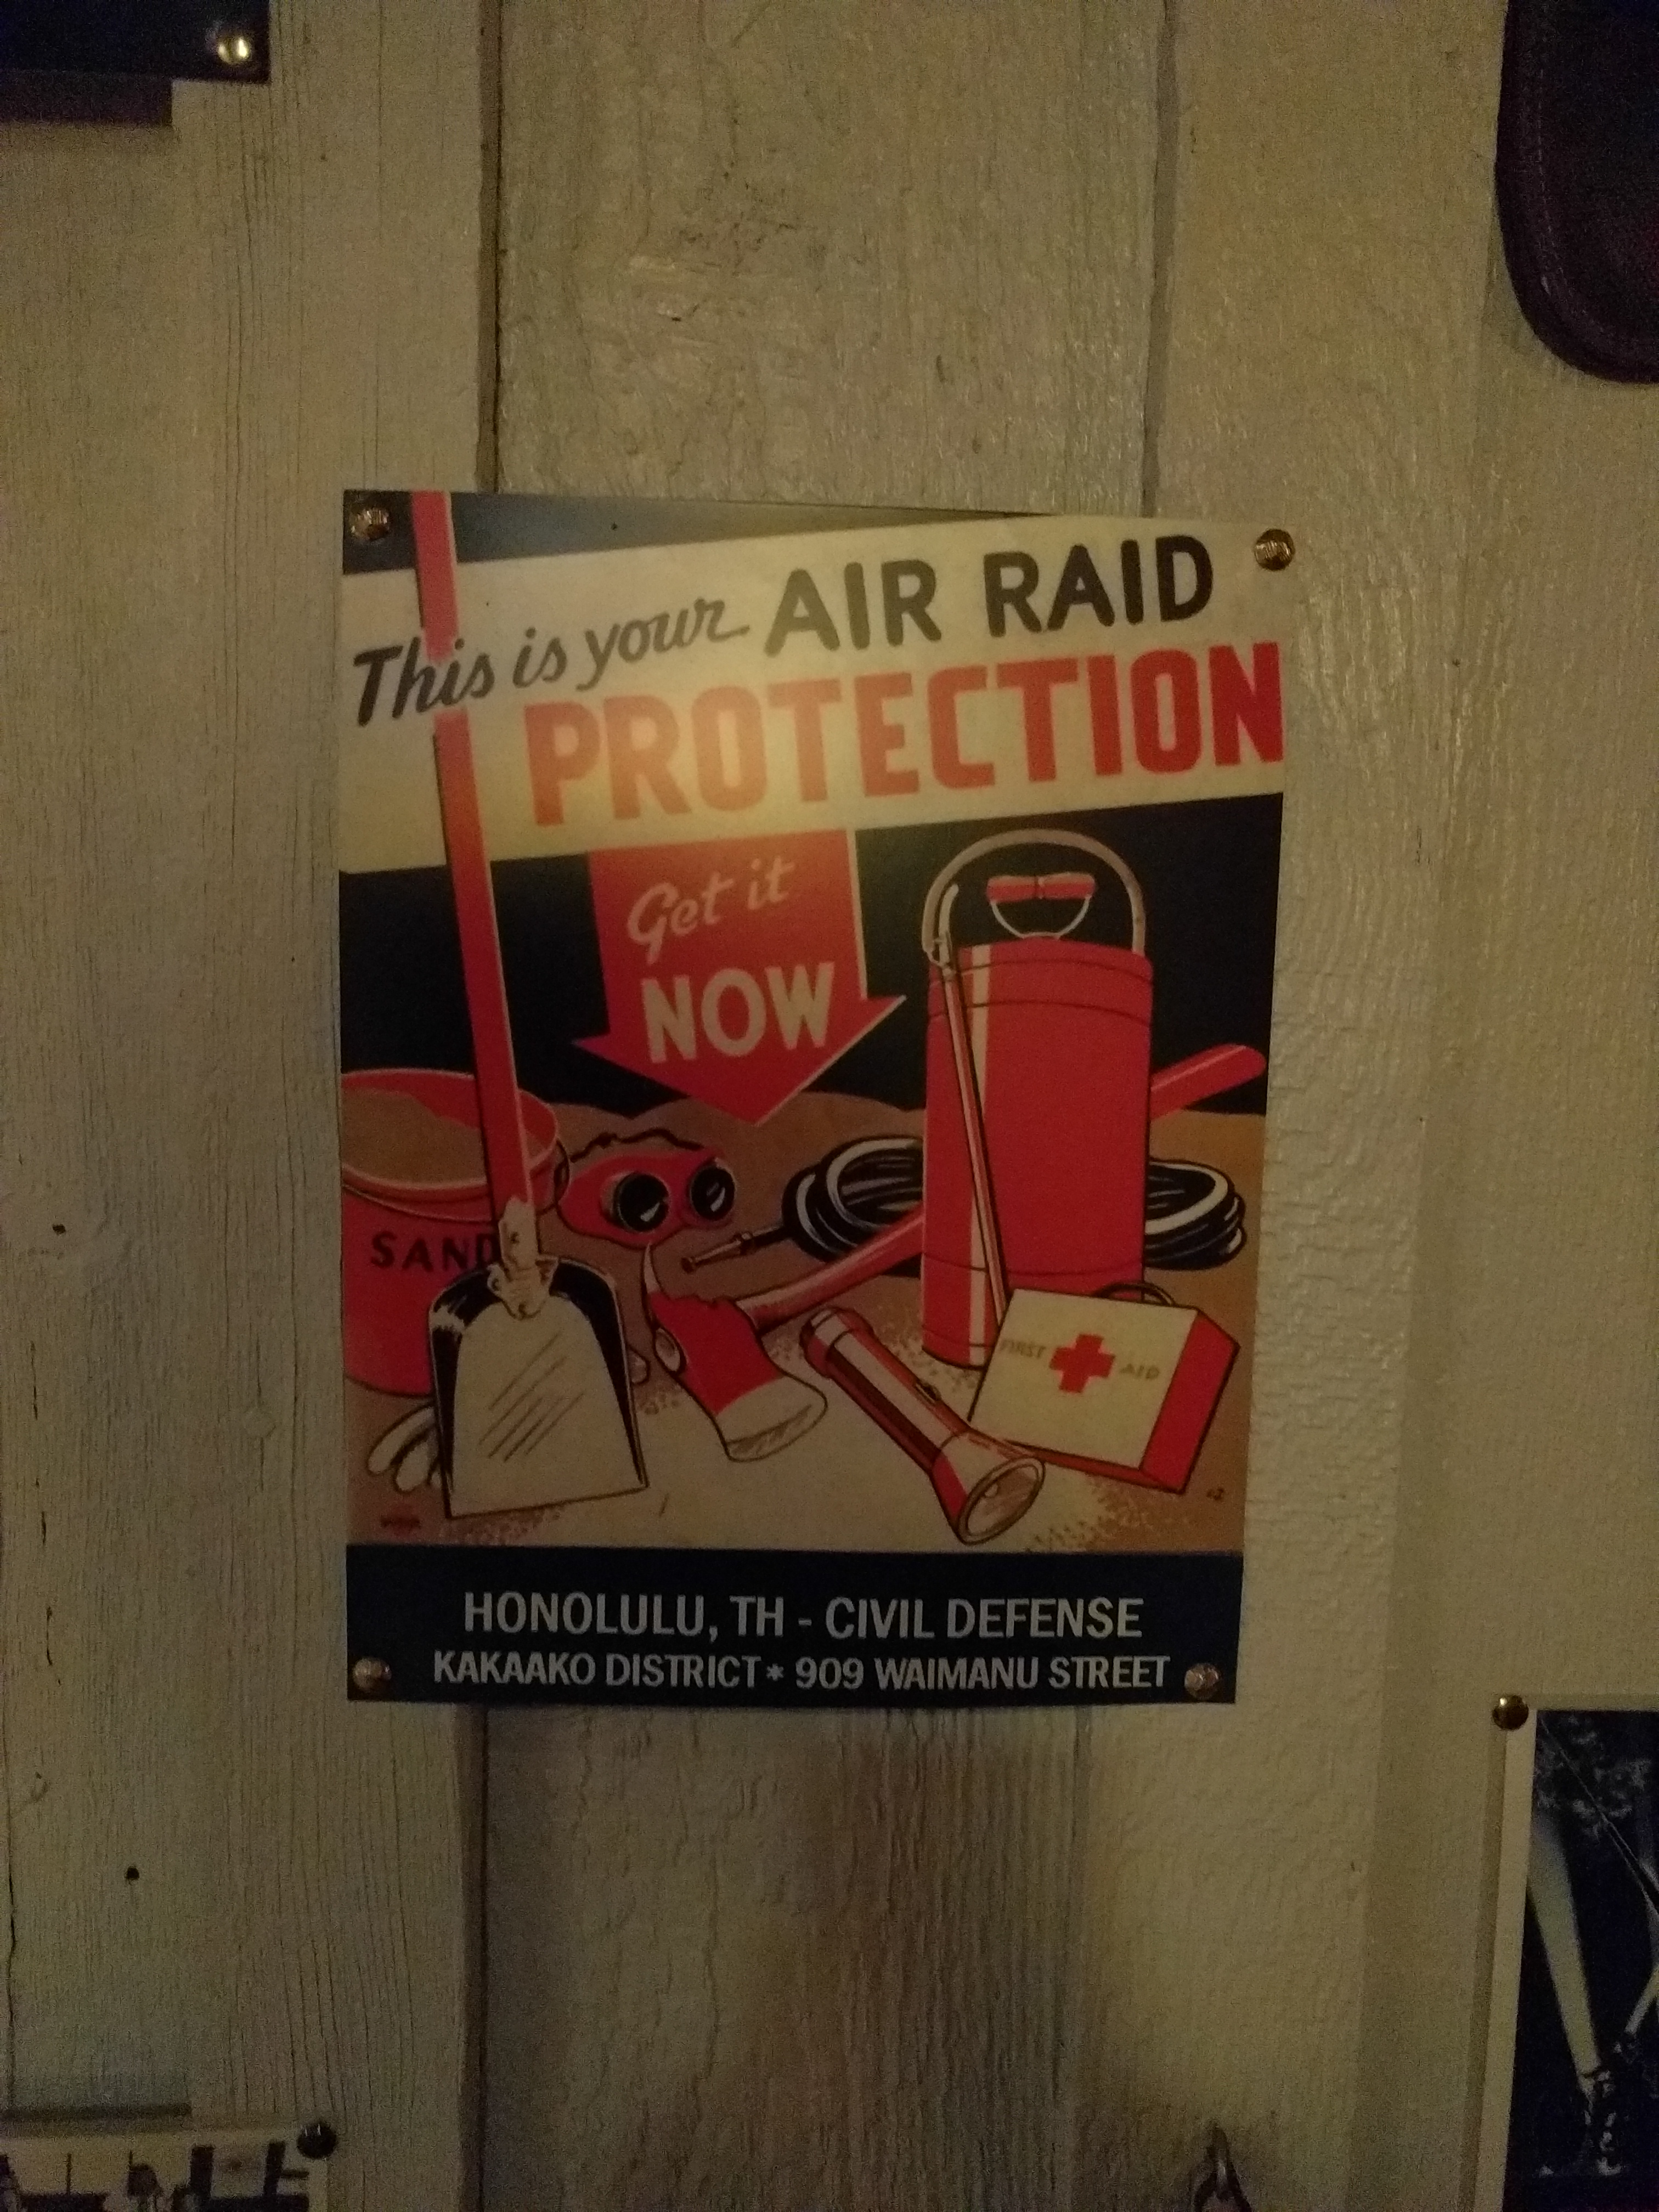 This is your AIR RAID
PROTECTION
Get it
NOW
SAND
FIRST AID
HONOLULU, TH - CIVIL DEFENSE
KAKAAKO DISTRICT * 909 WAIMANU STREET